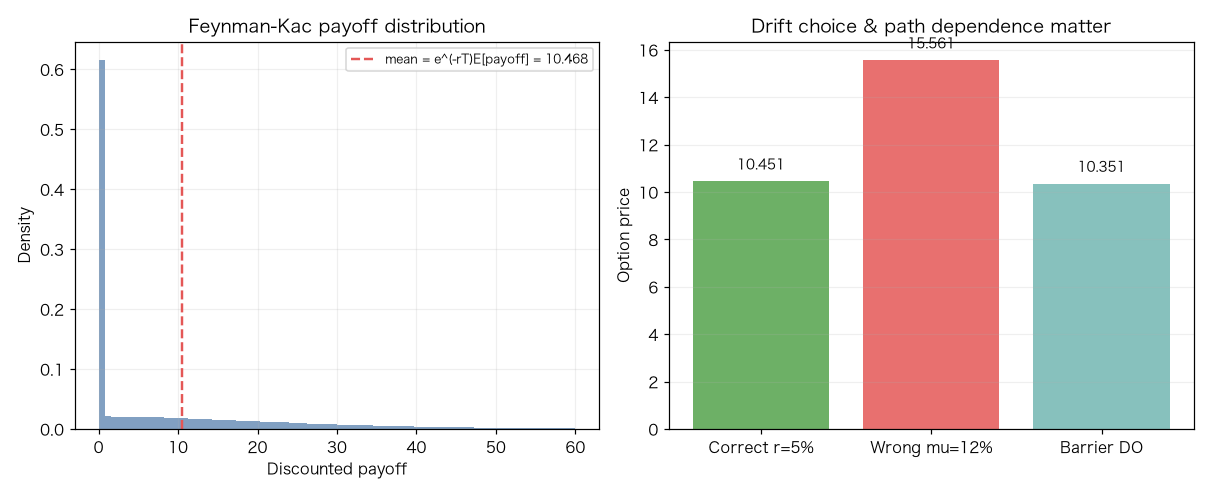 Feynman-Kac payoff distribution
mean = e^(-rT)E[payoff] = 10.468
Density
0.6
0.5
0.4
0.3
0.2
0.1
0.0
0 10 20 30 40 50 60
Discounted payoff
Drift choice & path dependence matter
Option price
16
14
12
10
8
6
4
2
0
15.561
10.451
10.351
Correct r=5% Wrong mu=12% Barrier DO